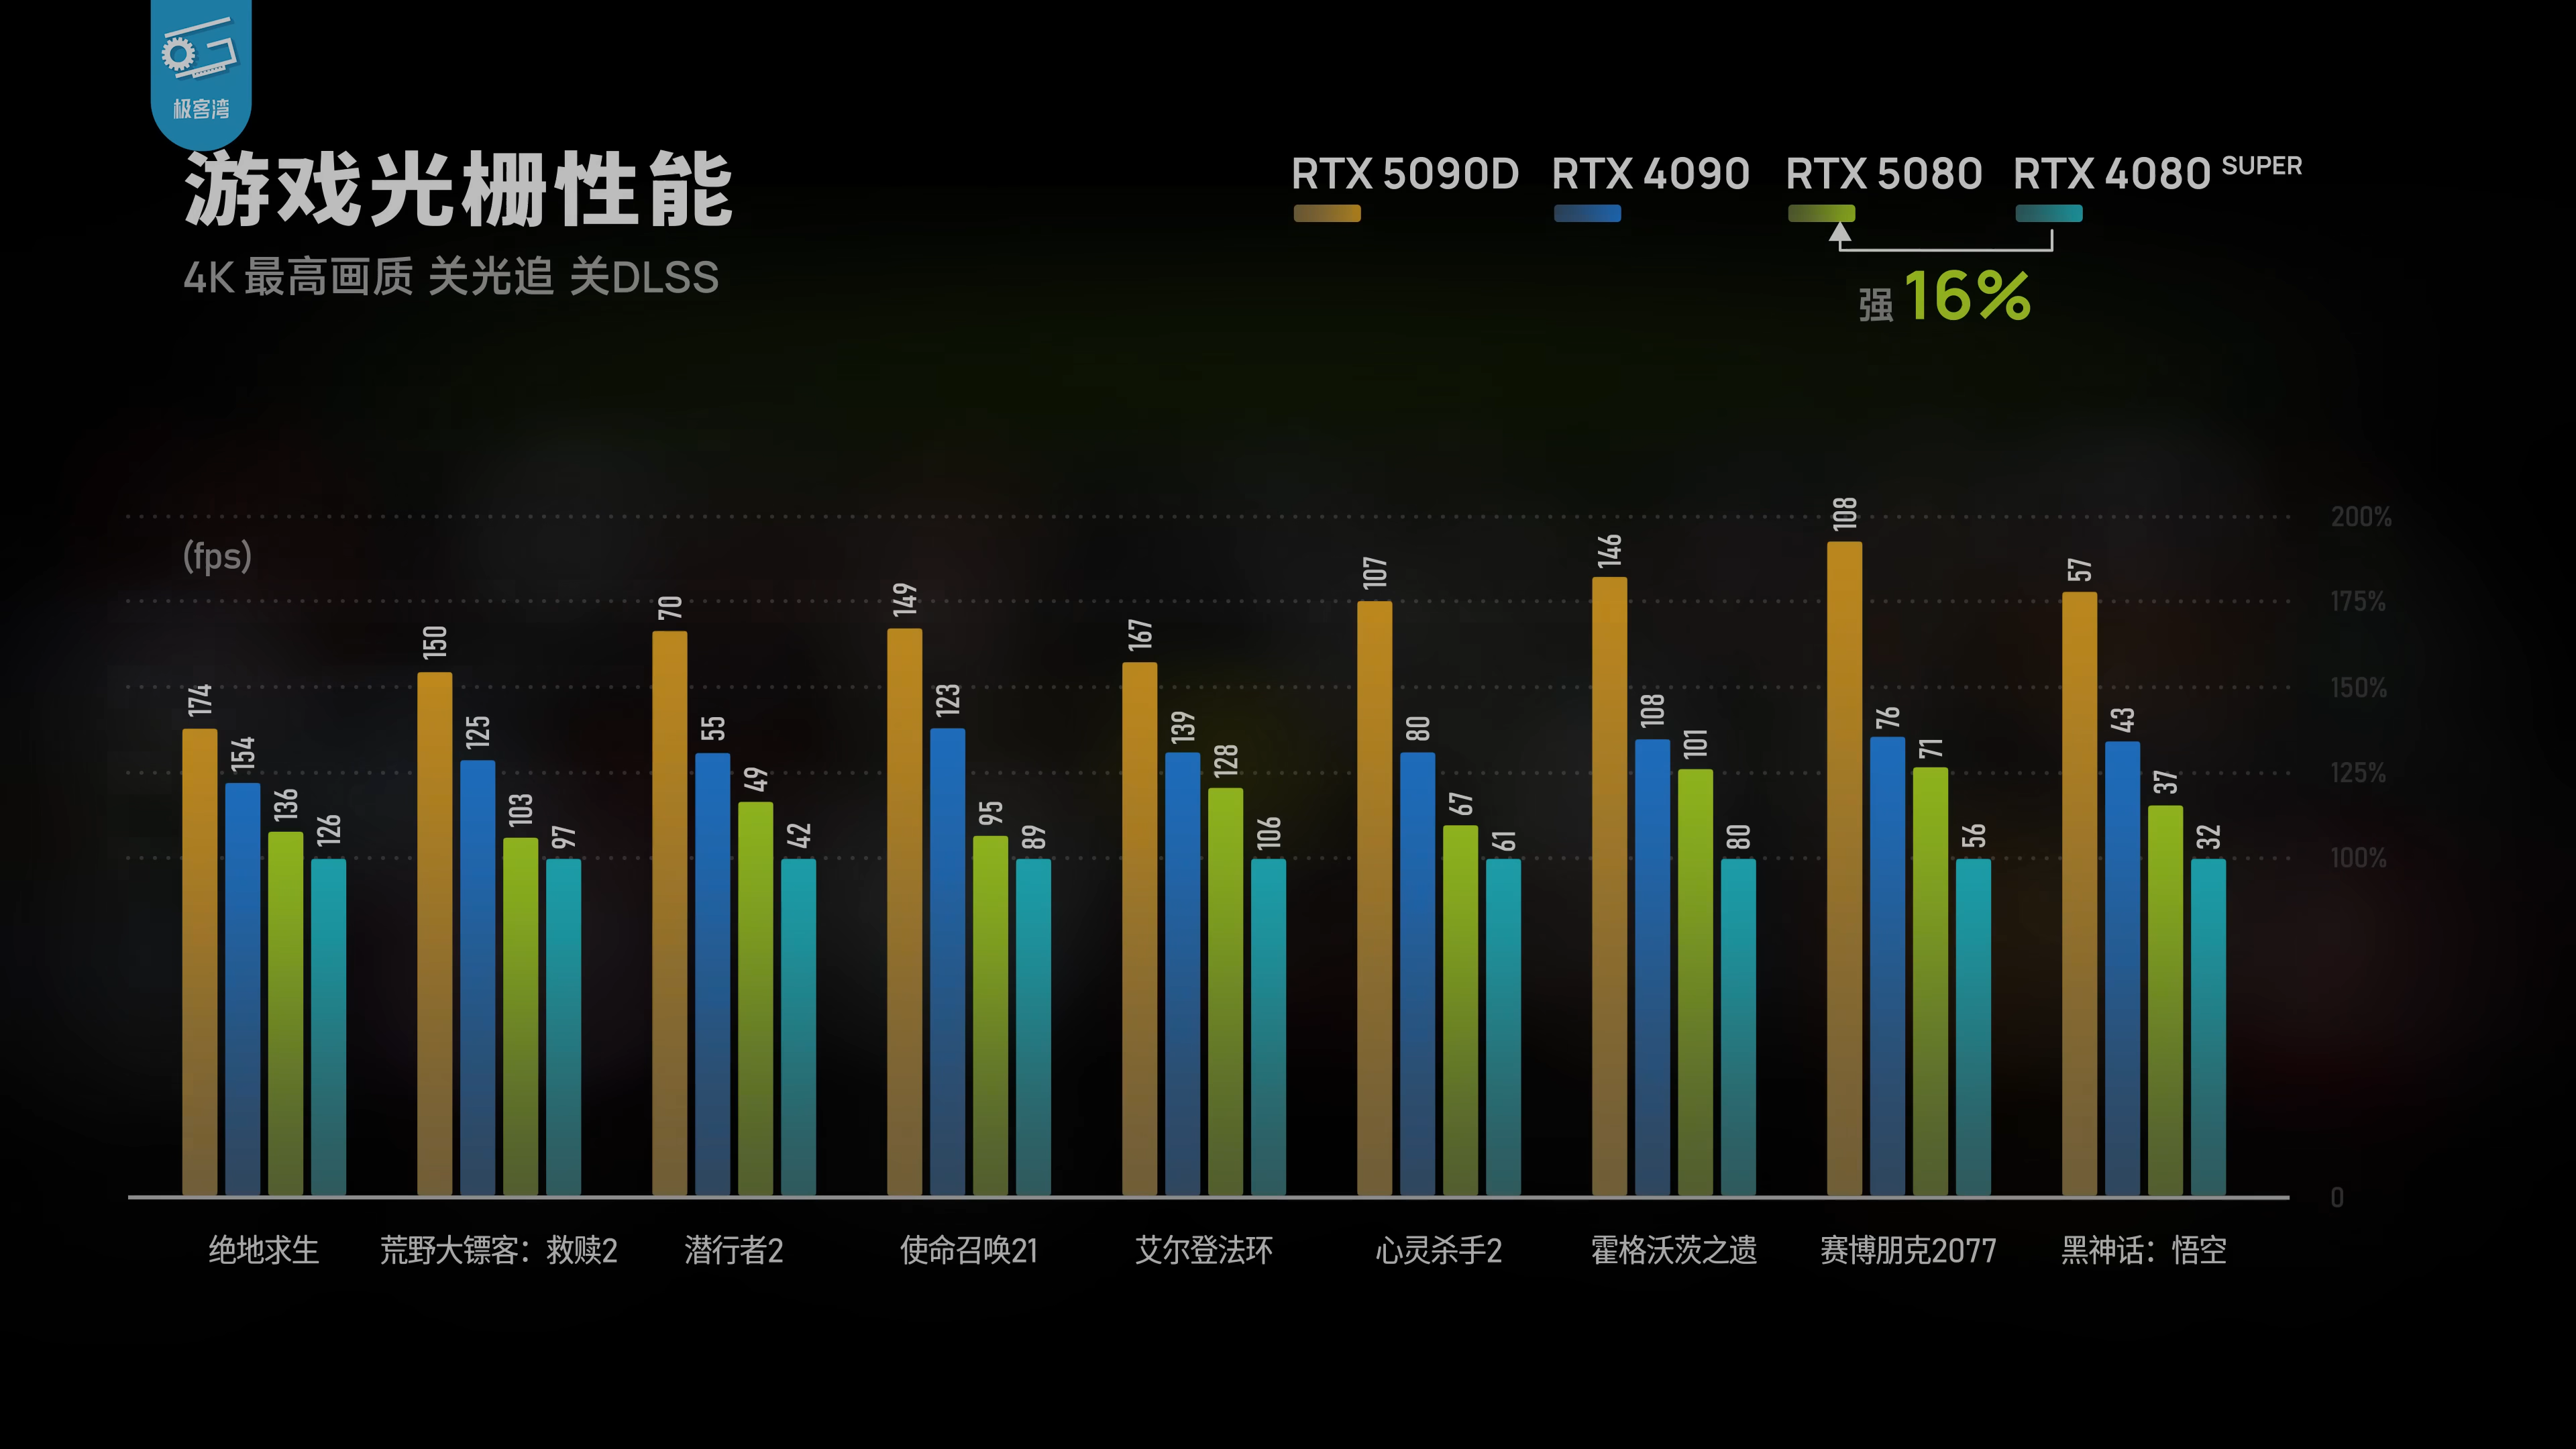 极客湾
游戏光栅性能
4K 最高画质 关光追 关DLSS
RTX 5090D RTX 4090 RTX 5080 RTX 4080 SUPER
强 16%
(fps)
200%
175%
150%
125%
100%
0
174 154 136 126
150 125 103 97
70 55 49 42
149 123 95 89
167 139 128 106
107 80 67 61
146 108 101 80
108 76 71 56
57 43 37 32
绝地求生 荒野大镖客：救赎2 潜行者2 使命召唤21 艾尔登法环 心灵杀手2 霍格沃茨之遗 赛博朋克2077 黑神话：悟空